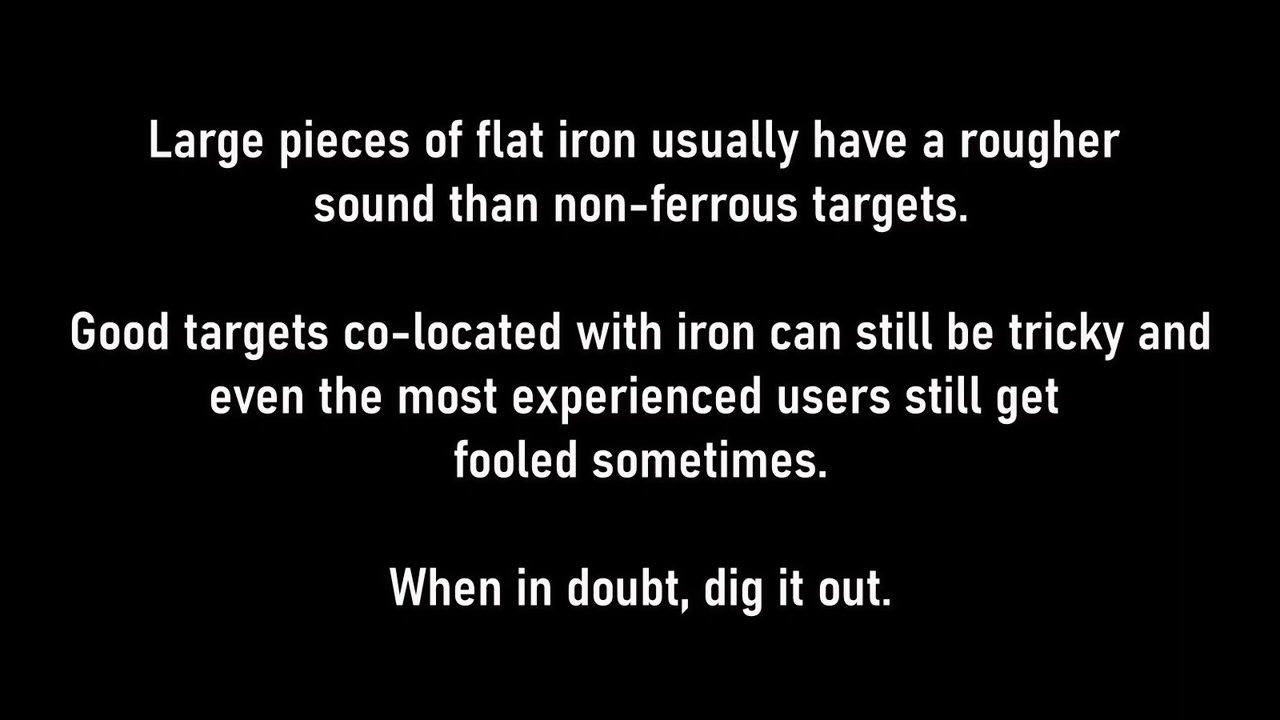 Large pieces of flat iron usually have a rougher
sound than non-ferrous targets.
Good targets co-located with iron can still be tricky and
even the most experienced users still get
fooled sometimes.
When in doubt, dig it out.